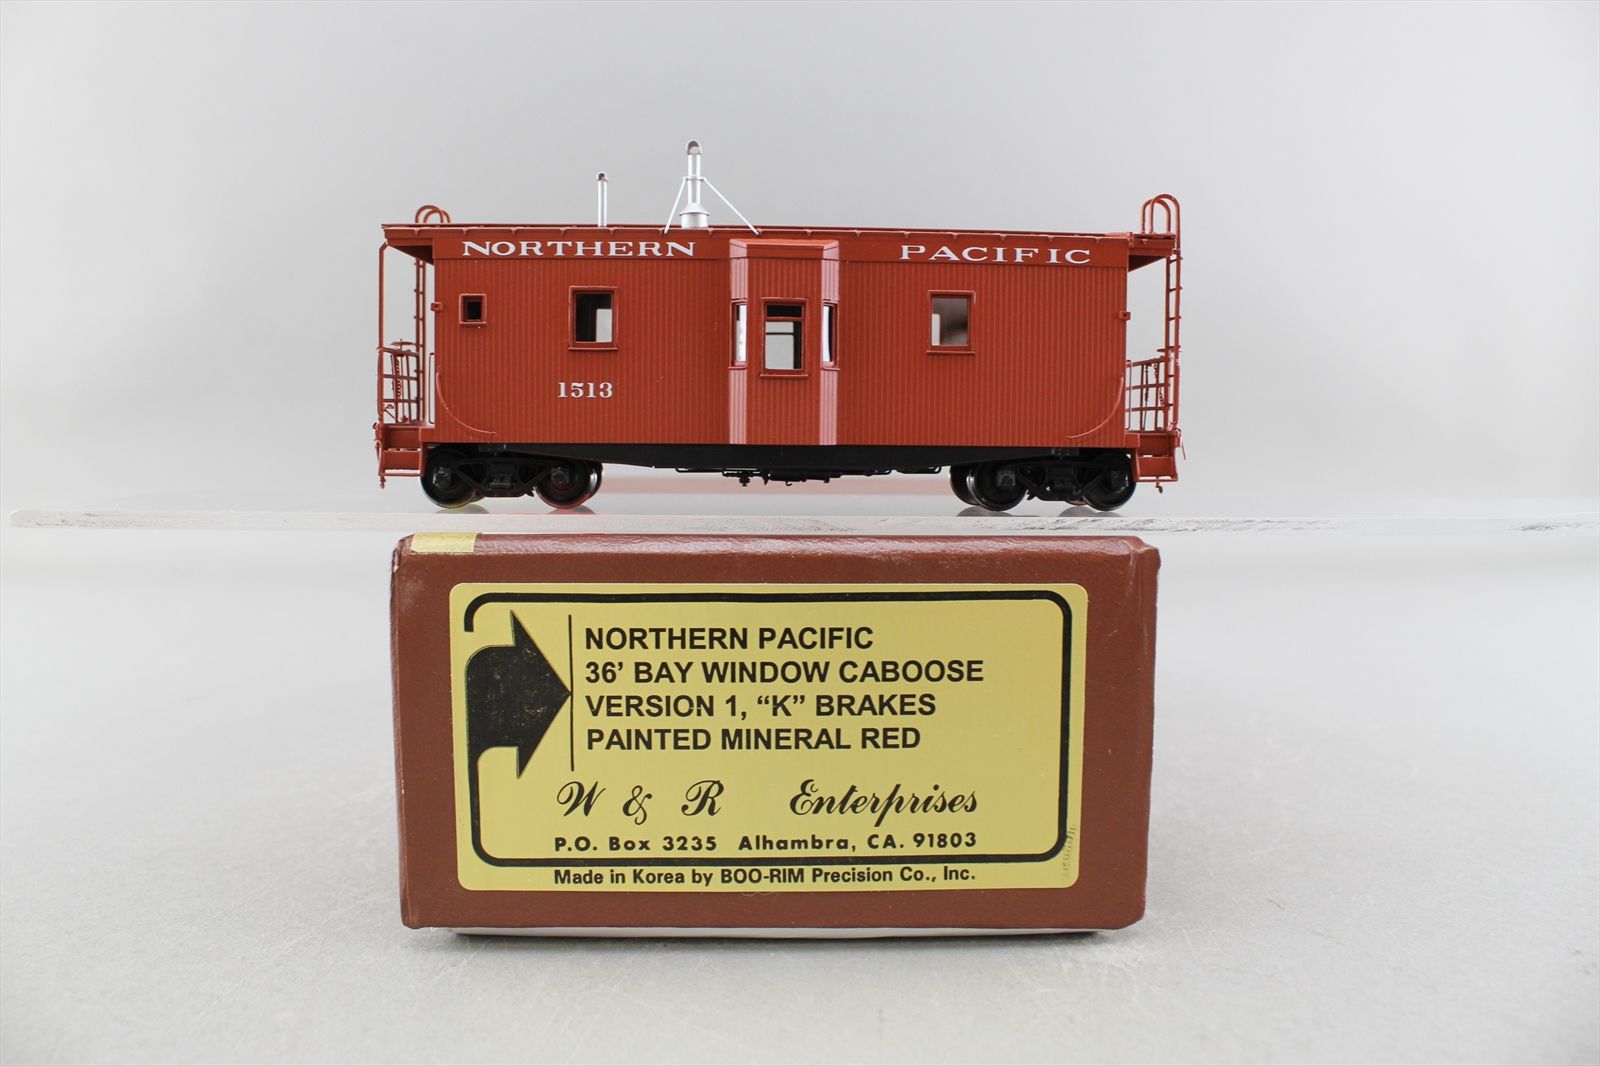 NORTHERN PACIFIC
1513
NORTHERN PACIFIC
36' BAY WINDOW CABOOSE
VERSION 1, “K” BRAKES
PAINTED MINERAL RED
W & R Enterprises
P.O. Box 3235 Alhambra, CA. 91803
Made in Korea by BOO-RIM Precision Co., Inc.